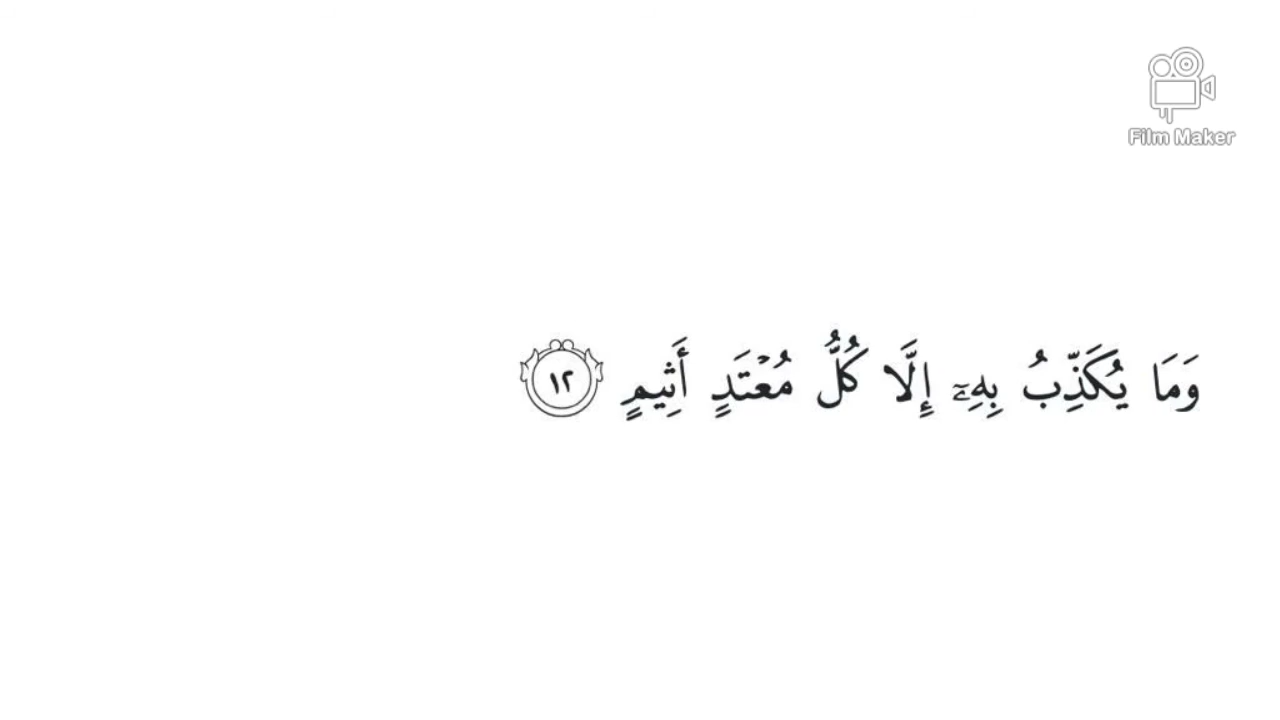 Film Maker
وَمَا يُكَذِّبُ بِهِۦٓ إِلَّا كُلُّ مُعۡتَدٍ أَثِيمٍ ١٢